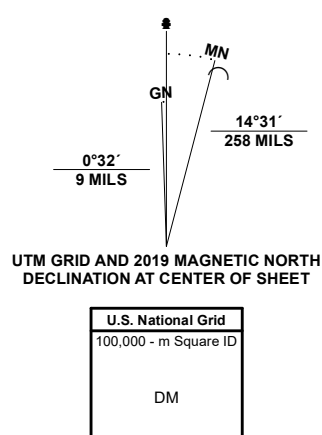 MN
GN
14°31´
258 MILS
0°32´
9 MILS
UTM GRID AND 2019 MAGNETIC NORTH
DECLINATION AT CENTER OF SHEET
U.S. National Grid
100,000 - m Square ID
DM